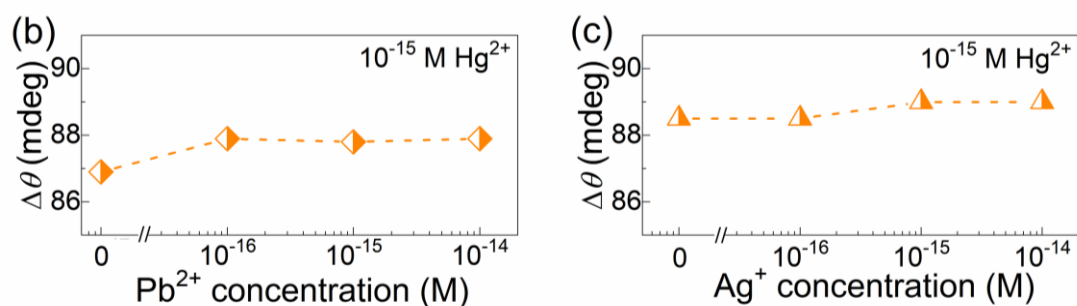 (b)
10⁻¹⁵ M Hg²⁺
Δθ (mdeg)
90
88
86
0 10⁻¹⁶ 10⁻¹⁵ 10⁻¹⁴
Pb²⁺ concentration (M)
(c)
10⁻¹⁵ M Hg²⁺
Δθ (mdeg)
90
88
86
0 10⁻¹⁶ 10⁻¹⁵ 10⁻¹⁴
Ag⁺ concentration (M)